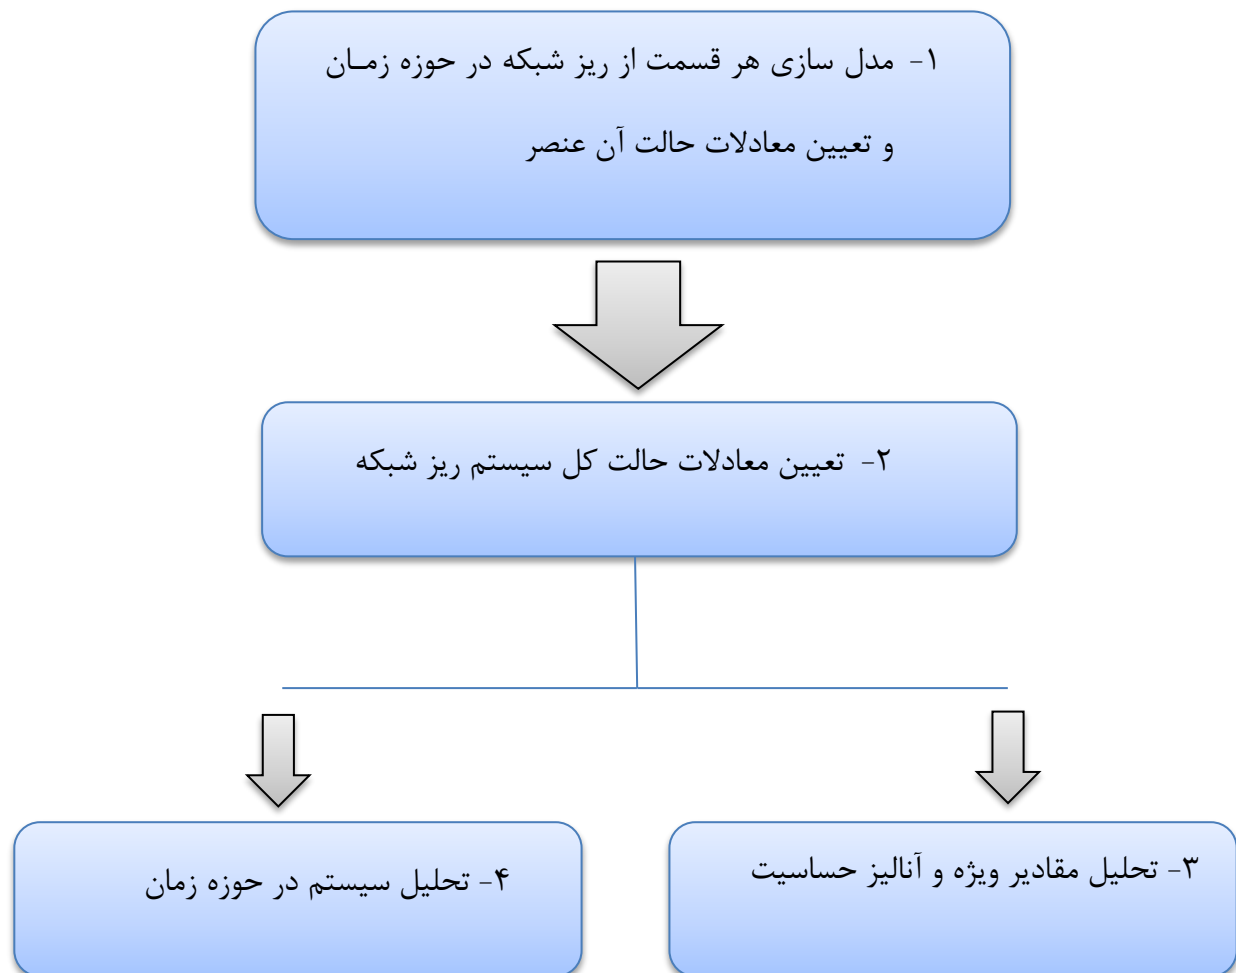 ۱- مدل سازی هر قسمت از ریز شبکه در حوزه زمـان
و تعیین معادلات حالت آن عنصر
۲- تعیین معادلات حالت کل سیستم ریز شبکه
۳- تحلیل مقادیر ویژه و آنالیز حساسیت
۴- تحلیل سیستم در حوزه زمان